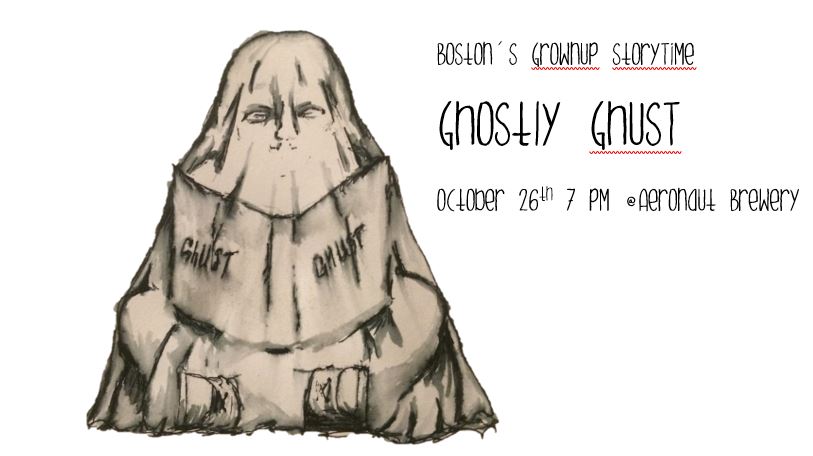 Boston´s Grownup Storytime
Ghostly Ghust
October 26th 7 PM @Aeronaut Brewery
GhUST GhUST